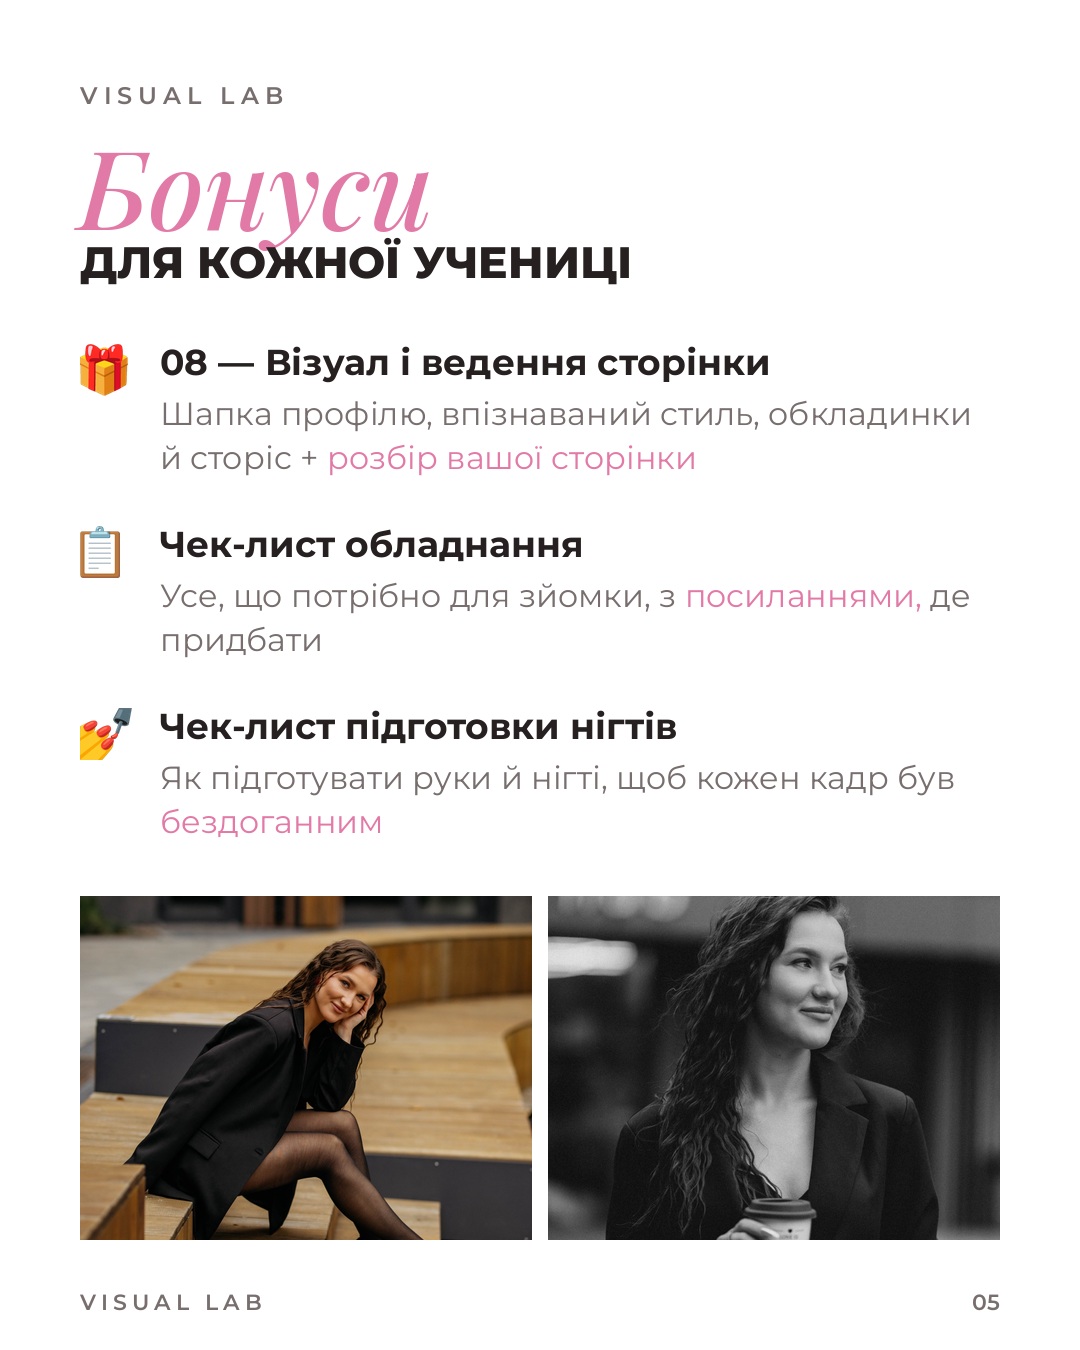 VISUAL LAB
Бонуси
ДЛЯ КОЖНОЇ УЧЕНИЦІ
08 — Візуал і ведення сторінки
Шапка профілю, впізнаваний стиль, обкладинки
й сторіс + розбір вашої сторінки
Чек-лист обладнання
Усе, що потрібно для зйомки, з посиланнями, де
придбати
Чек-лист підготовки нігтів
Як підготувати руки й нігті, щоб кожен кадр був
бездоганним
VISUAL LAB
05